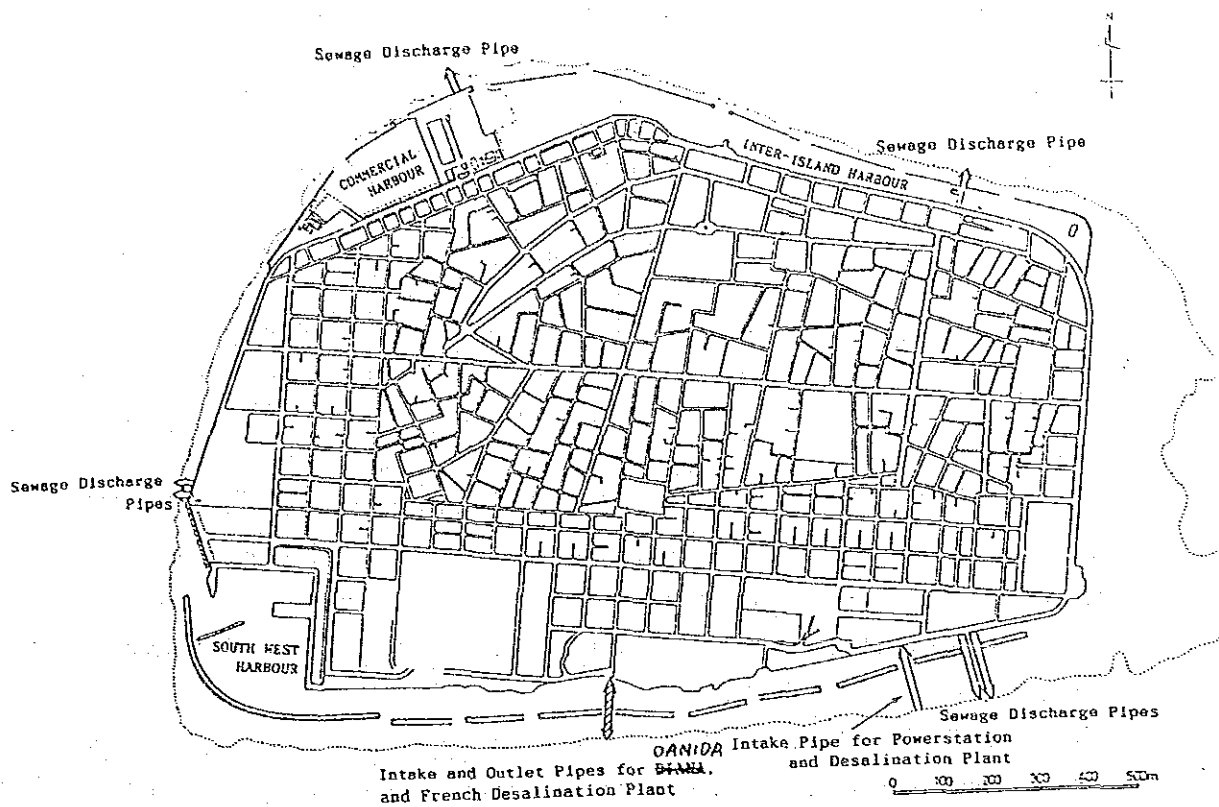 N
Sewage Discharge Pipe
COMMERCIAL
HARBOUR
INTER-ISLAND HARBOUR
Sewage Discharge Pipe
Sewage Discharge
Pipes
SOUTH WEST
HARBOUR
Sewage Discharge Pipes
Intake Pipe for Powerstation
and Desalination Plant
OANIDA
Intake and Outlet Pipes for
and French Desalination Plant
0 100 200 300 400 500m